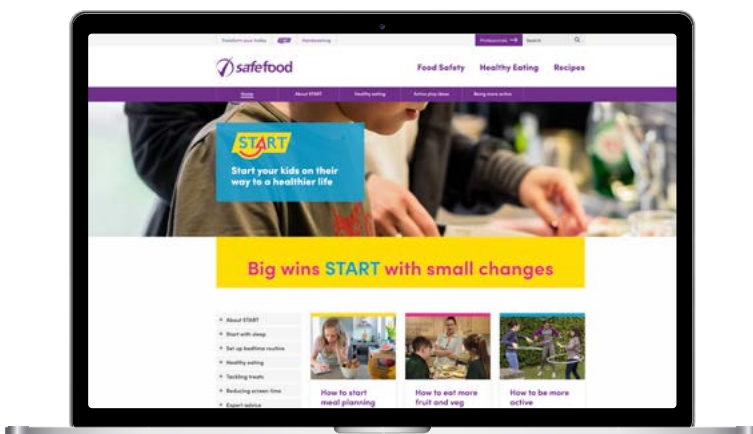 Transform your trolley
Handwashing
Professionals
Search
safefood
Food Safety Healthy Eating Recipes
Home About START Healthy eating Active play ideas Being more active
START
Start your kids on their
way to a healthier life
Big wins START with small changes
+ About START
+ Start with sleep
+ Set up bedtime routine
+ Healthy eating
+ Tackling treats
+ Reducing screen time
+ Expert advice
How to start
meal planning
How to eat more
fruit and veg
How to be more
active